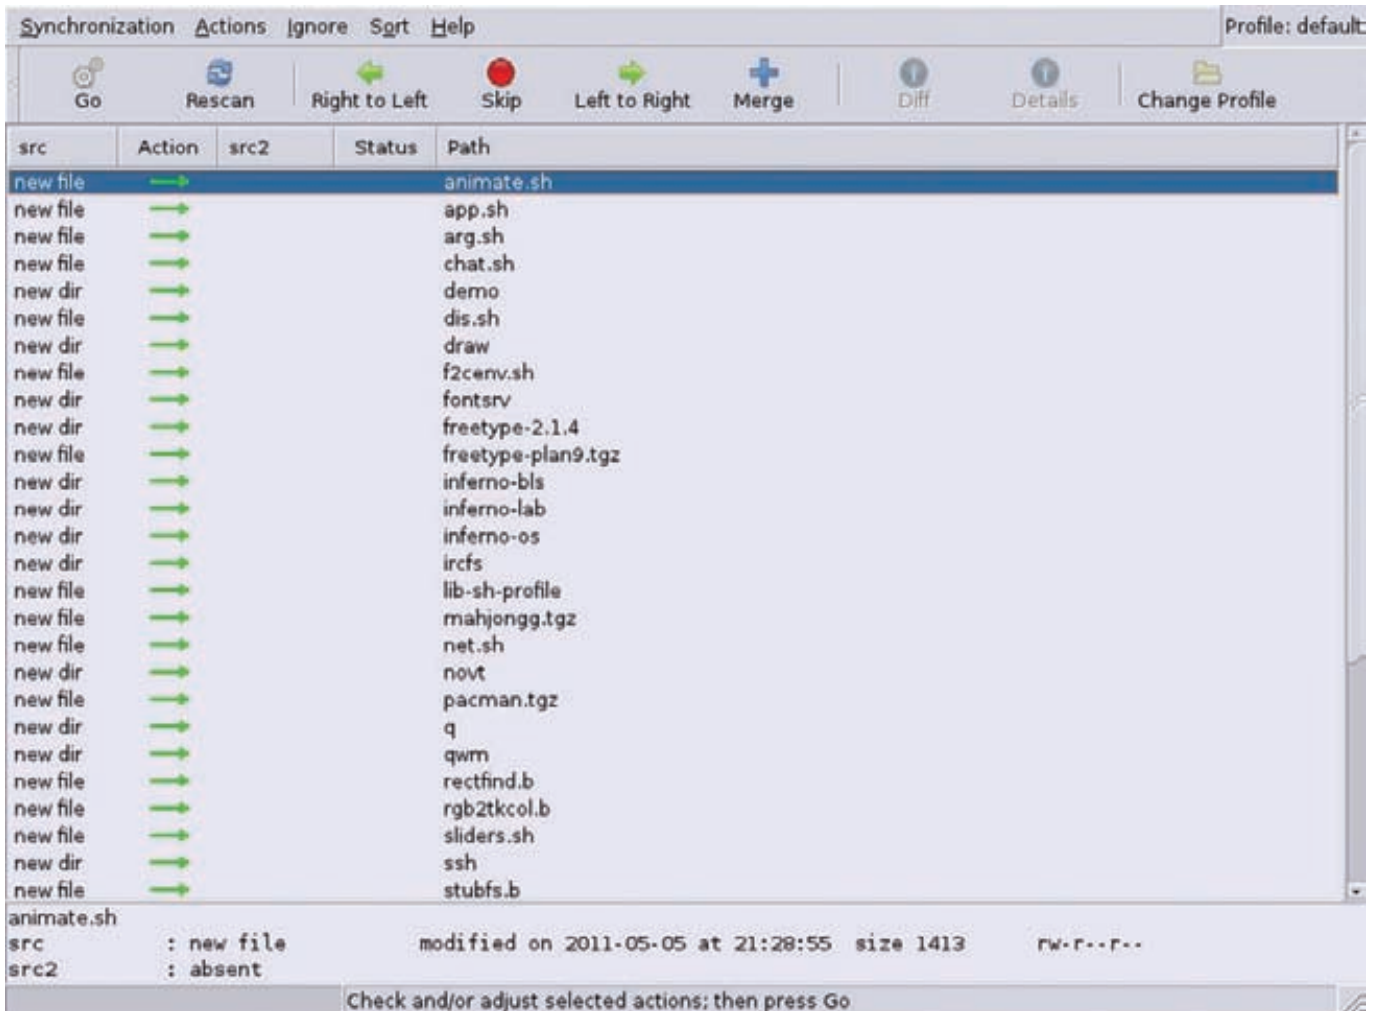 Synchronization Actions Ignore Sort Help Profile: default
Go Rescan Right to Left Skip Left to Right Merge Diff Details Change Profile
src Action src2 Status Path
new file animate.sh
new file app.sh
new file arg.sh
new file chat.sh
new dir demo
new file dis.sh
new dir draw
new file f2cenv.sh
new dir fontsrv
new dir freetype-2.1.4
new file freetype-plan9.tgz
new dir inferno-bls
new dir inferno-lab
new dir inferno-os
new dir ircfs
new file lib-sh-profile
new file mahjongg.tgz
new file net.sh
new dir novt
new file pacman.tgz
new dir q
new dir qwm
new file rectfind.b
new file rgb2tkcol.b
new file sliders.sh
new dir ssh
new file stubfs.b
animate.sh
src : new file modified on 2011-05-05 at 21:28:55 size 1413 rw-r--r--
src2 : absent
Check and/or adjust selected actions; then press Go